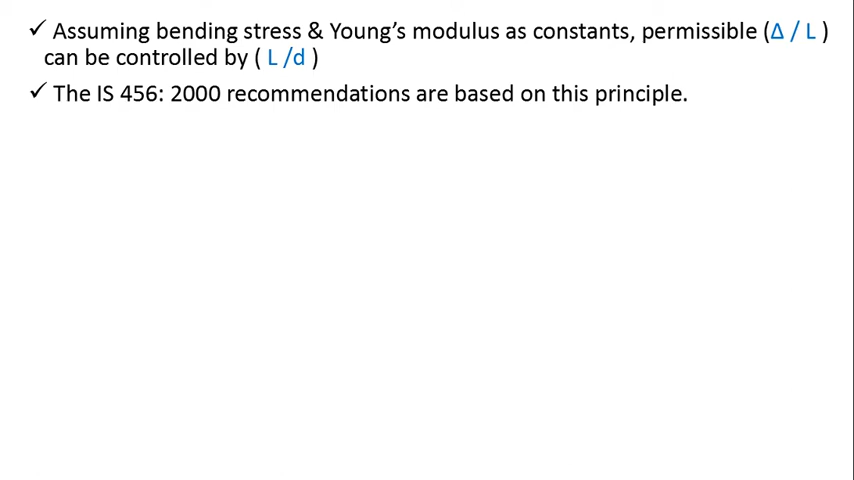 ✓ Assuming bending stress & Young’s modulus as constants, permissible (Δ / L )
can be controlled by ( L /d )
✓ The IS 456: 2000 recommendations are based on this principle.